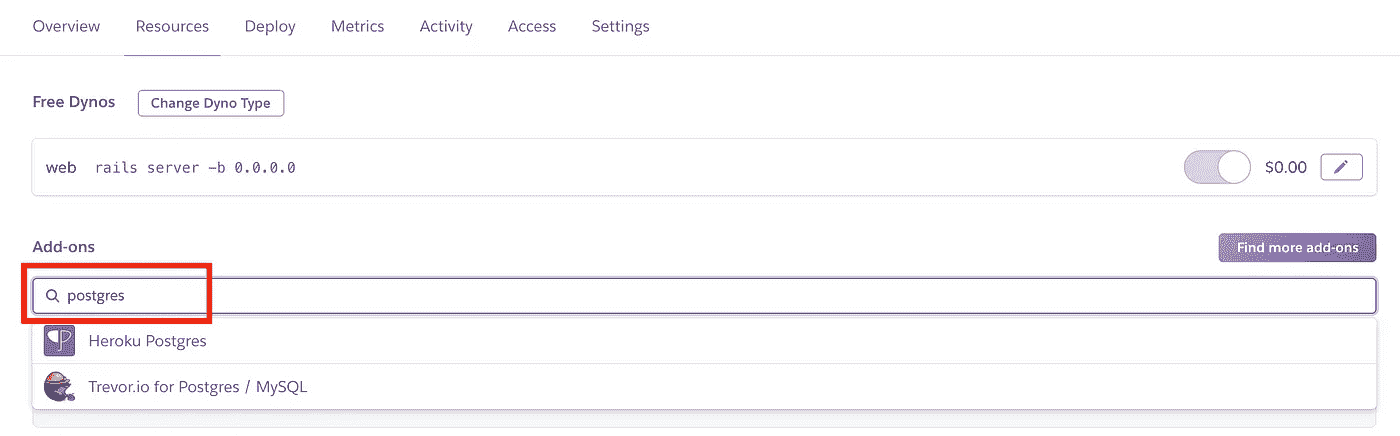 Overview Resources Deploy Metrics Activity Access Settings
Free Dynos Change Dyno Type
web rails server -b 0.0.0.0 $0.00
Add-ons Find more add-ons
postgres
Heroku Postgres
Trevor.io for Postgres / MySQL